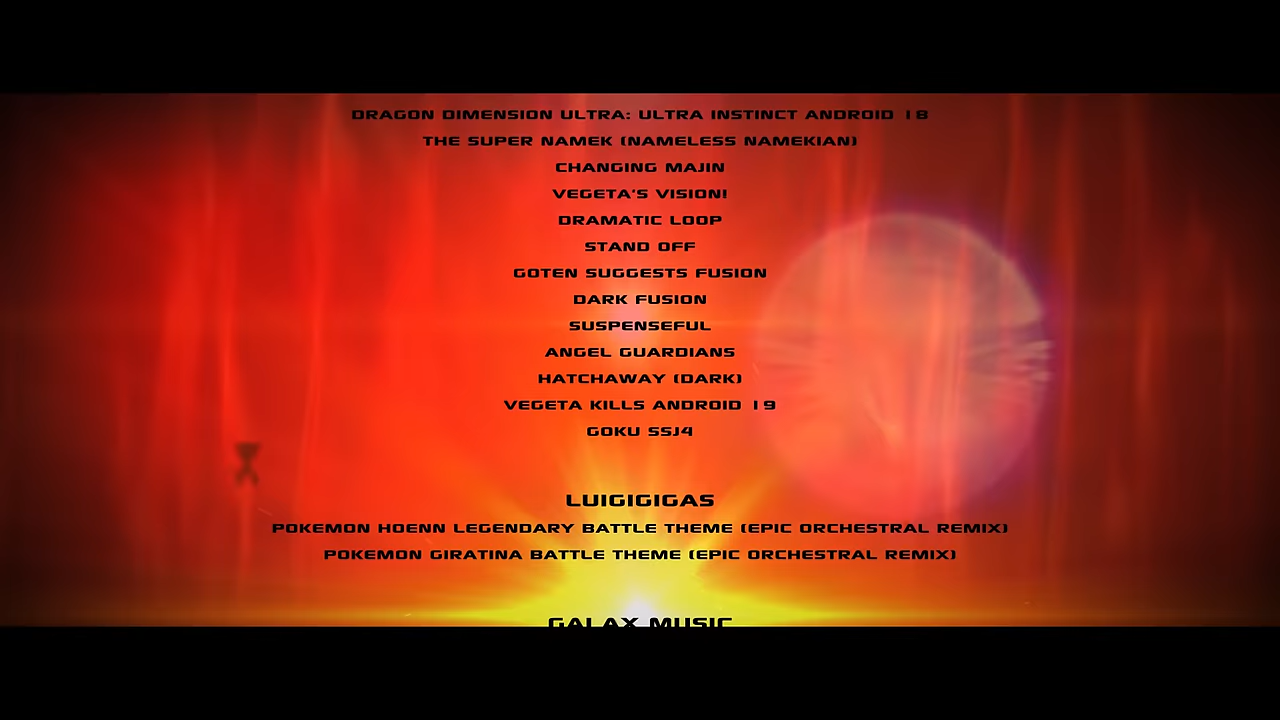 DRAGON DIMENSION ULTRA: ULTRA INSTINCT ANDROID 18
THE SUPER NAMEK (NAMELESS NAMEKIAN)
CHANGING MAJIN
VEGETA'S VISION!
DRAMATIC LOOP
STAND OFF
GOTEN SUGGESTS FUSION
DARK FUSION
SUSPENSEFUL
ANGEL GUARDIANS
HATCHAWAY (DARK)
VEGETA KILLS ANDROID 19
GOKU SSJ4
LUIGIGIGAS
POKEMON HOENN LEGENDARY BATTLE THEME (EPIC ORCHESTRAL REMIX)
POKEMON GIRATINA BATTLE THEME (EPIC ORCHESTRAL REMIX)
GALAX MUSIC